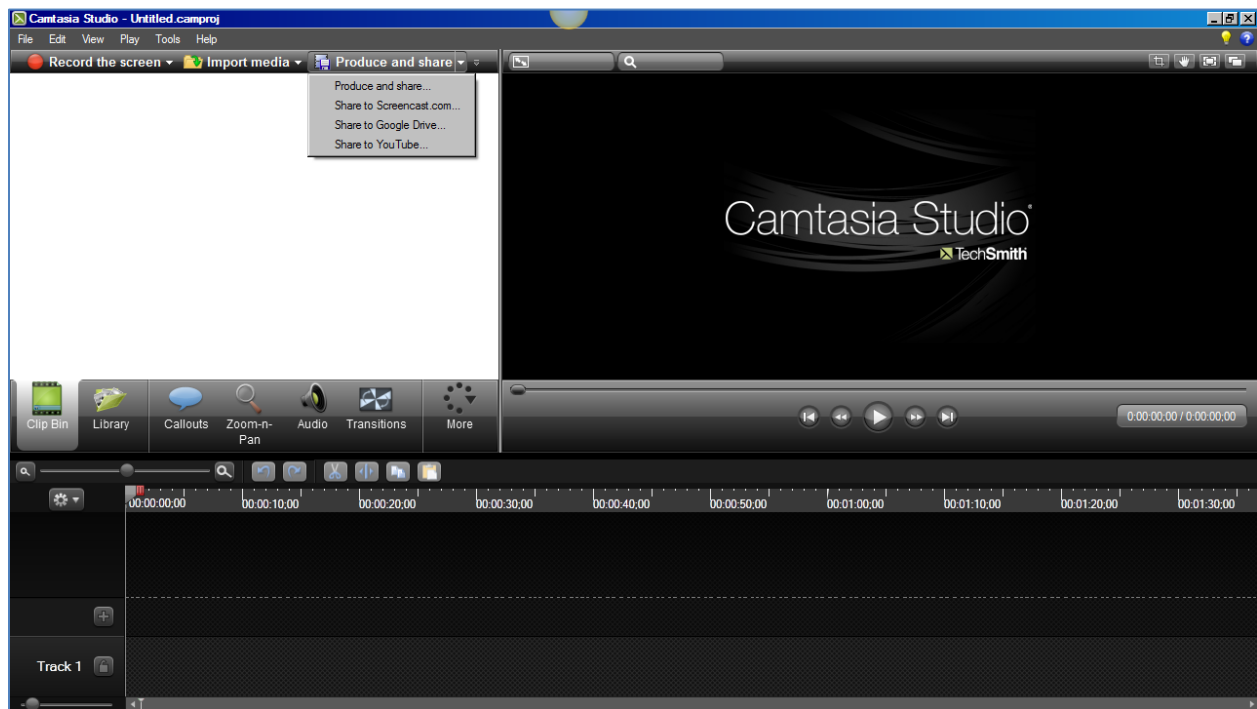 Camtasia Studio - Untitled.camproj
File Edit View Play Tools Help
Record the screen Import media Produce and share
Produce and share...
Share to Screencast.com...
Share to Google Drive...
Share to YouTube...
Camtasia Studio®
TechSmith
Clip Bin Library Callouts Zoom-n-Pan Audio Transitions More
0:00:00;00 / 0:00:00;00
00:00:00;00 00:00:10;00 00:00:20;00 00:00:30;00 00:00:40;00 00:00:50;00 00:01:00;00 00:01:10;00 00:01:20;00 00:01:30;00
Track 1